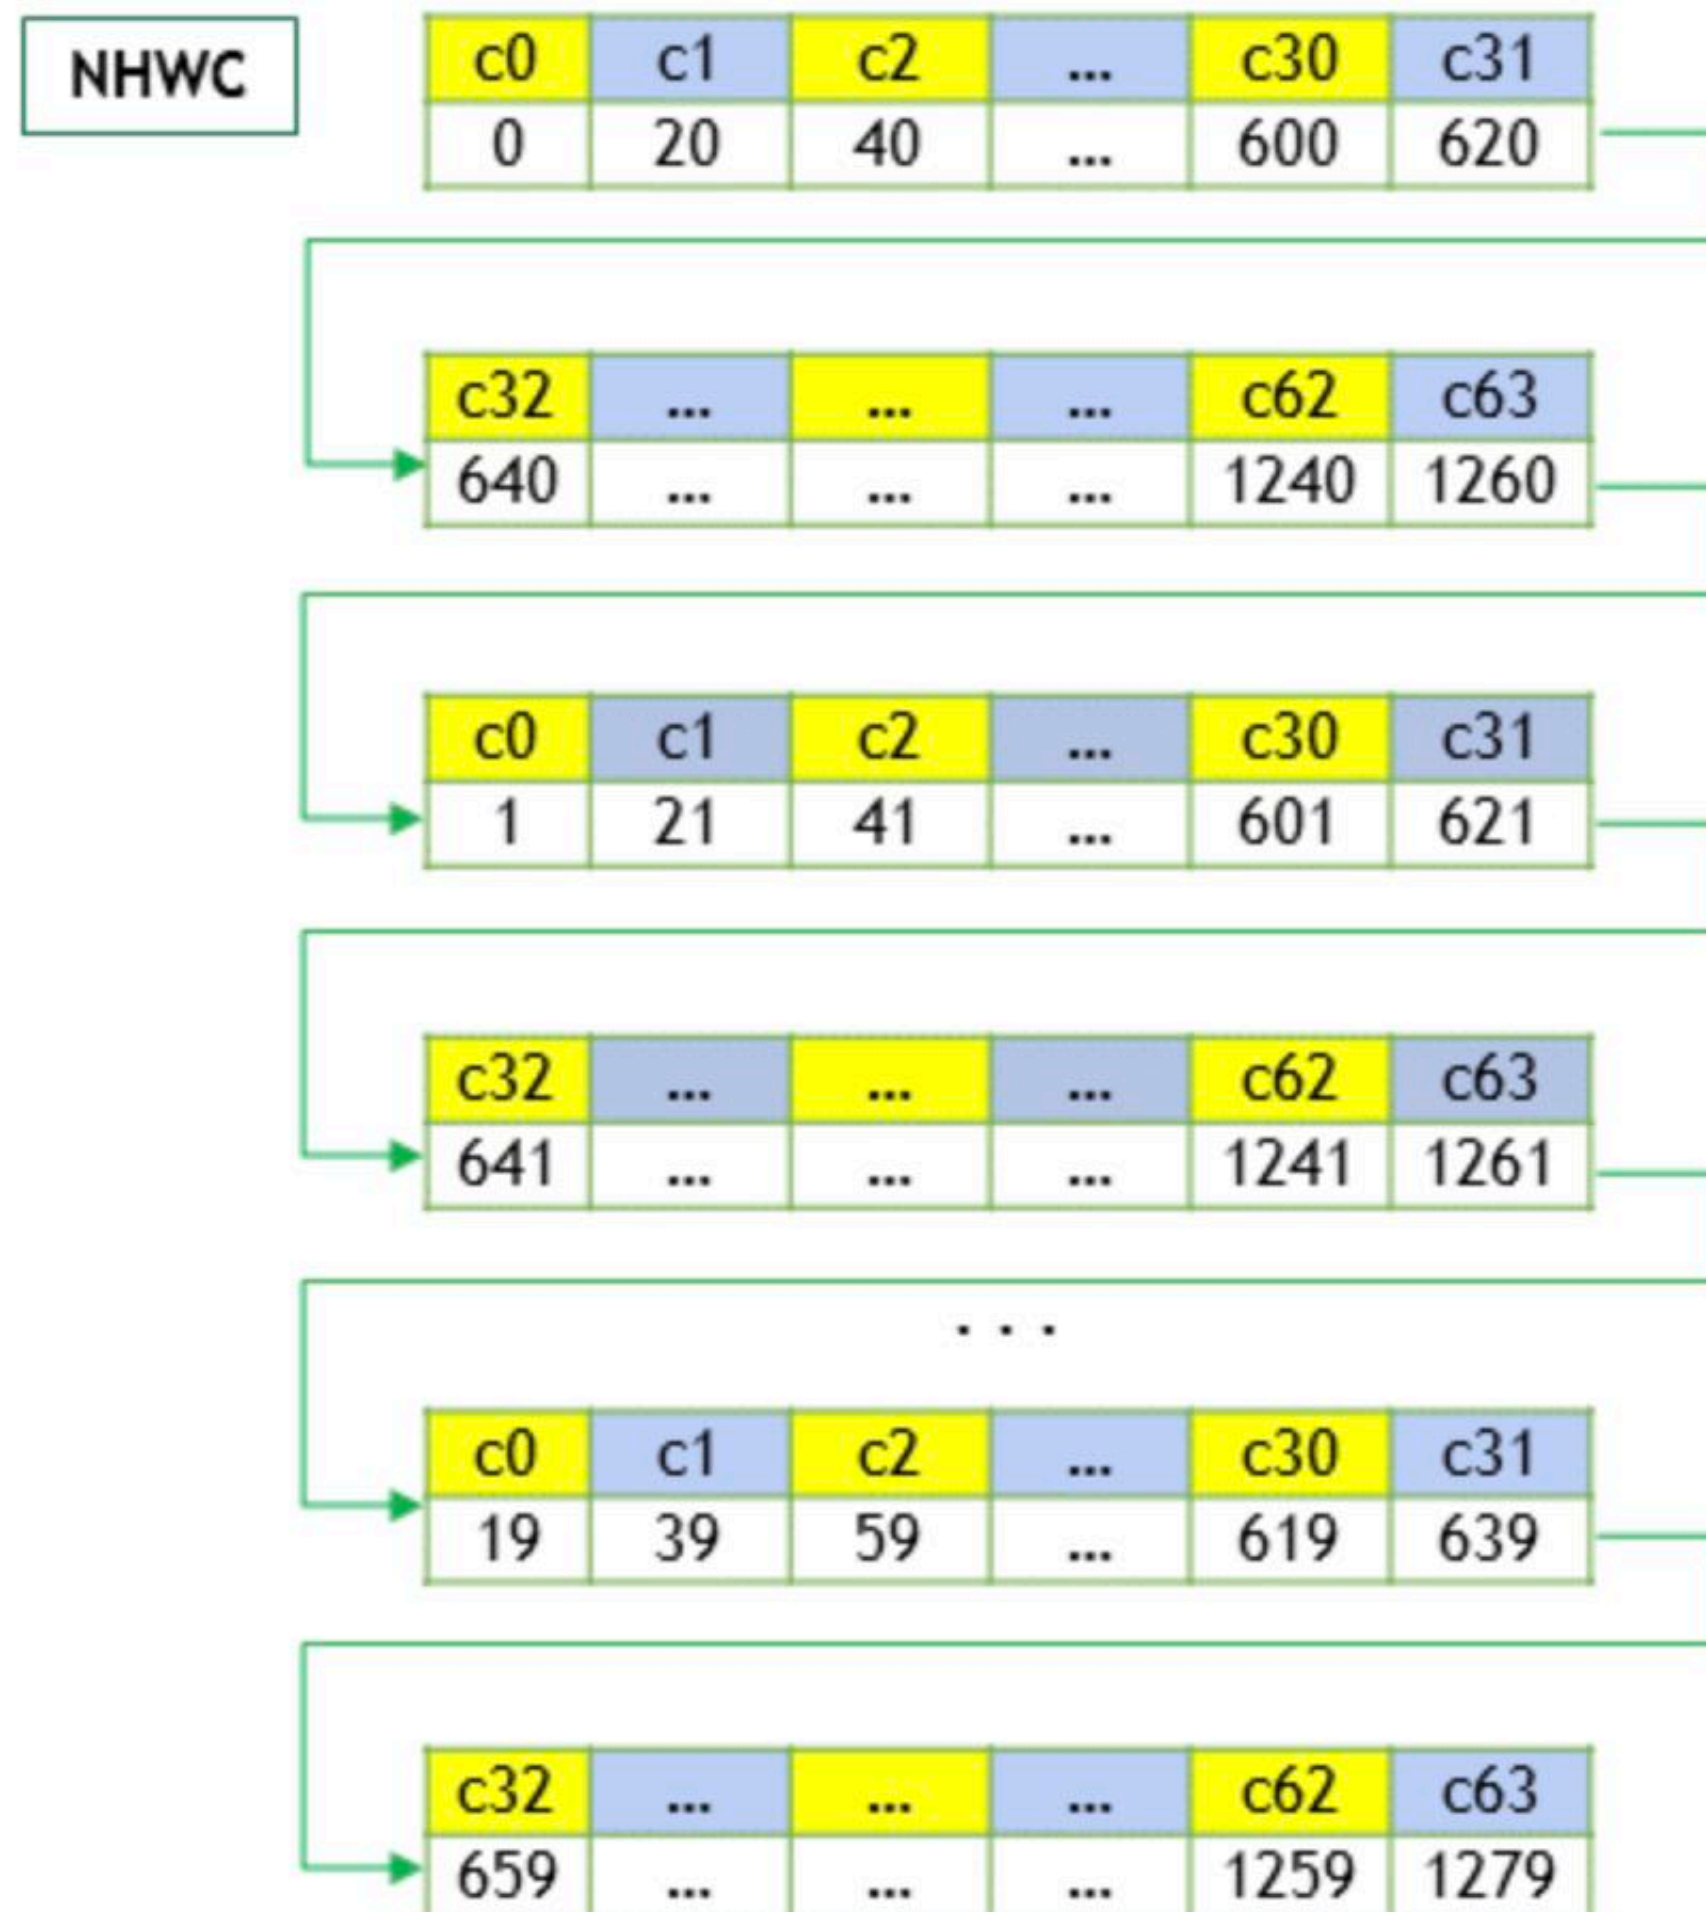 NHWC
c0 c1 c2 ... c30 c31
0 20 40 ... 600 620
c32 ... ... ... c62 c63
640 ... ... ... 1240 1260
c0 c1 c2 ... c30 c31
1 21 41 ... 601 621
c32 ... ... ... c62 c63
641 ... ... ... 1241 1261
. . .
c0 c1 c2 ... c30 c31
19 39 59 ... 619 639
c32 ... ... ... c62 c63
659 ... ... ... 1259 1279